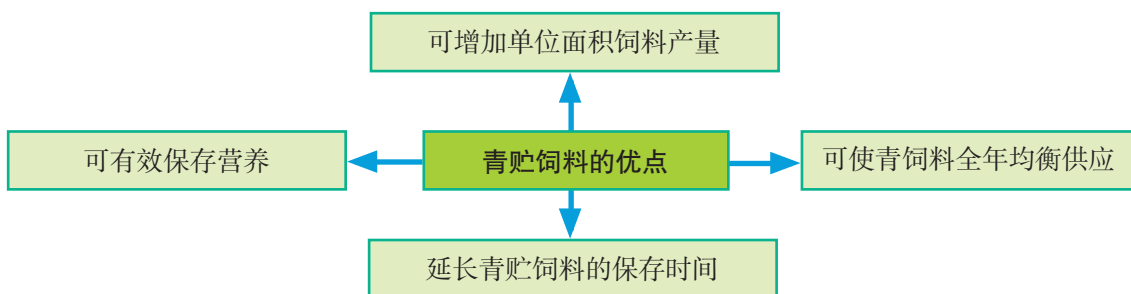 可增加单位面积饲料产量
可有效保存营养
青贮饲料的优点
可使青饲料全年均衡供应
延长青贮饲料的保存时间